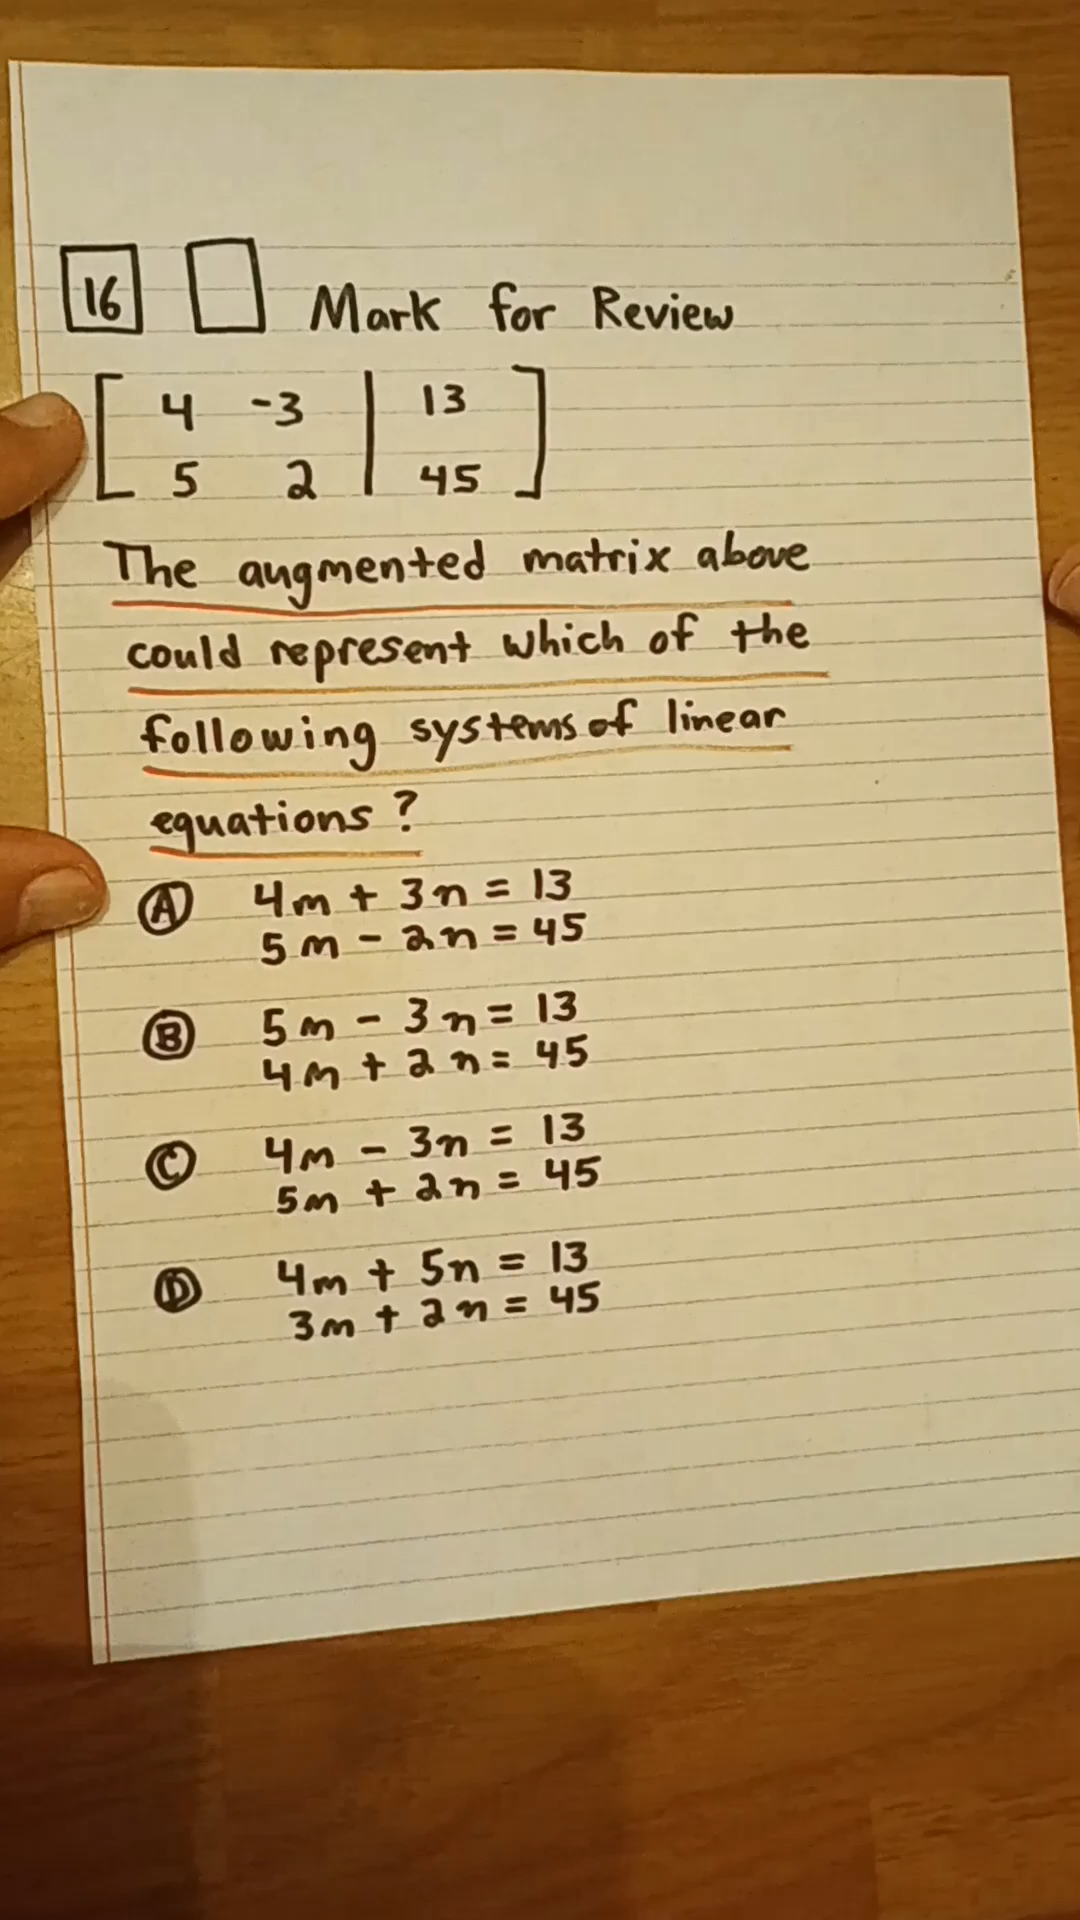 16 Mark for Review
4 -3 13
5 2 45
The augmented matrix above
could represent which of the
following systems of linear
equations?
A 4m + 3n = 13
5m - 2n = 45
B 5m - 3n = 13
4m + 2n = 45
C 4m - 3n = 13
5m + 2n = 45
D 4m + 5n = 13
3m + 2n = 45